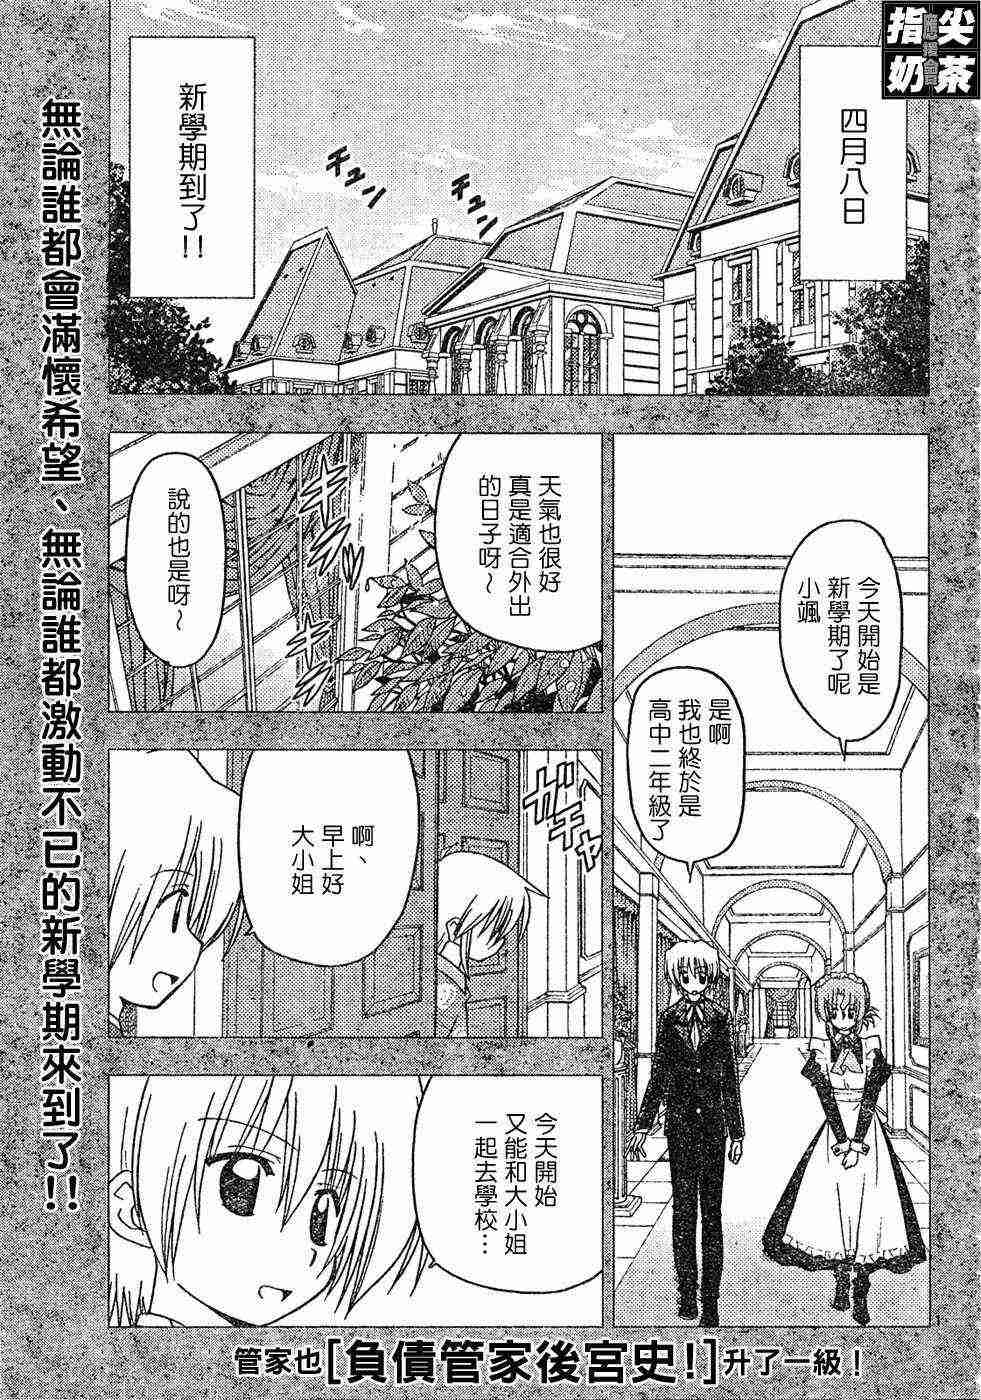 指尖
奶茶
應指會
四月八日
新學期到了!!
チュン
チュン
無論誰都會滿懷希望、無論誰都激動不已的新學期來到了!!
今天開始是
新學期了呢
小颯
是啊
我也終於是
高中二年級了
天氣也很好
真是適合外出
的日子呀~
說的也是呀~
ガチャ
啊、
早上好
大小姐
今天開始
又能和大小姐
一起去學校…
管家也[負債管家後宮史!]升了一級!